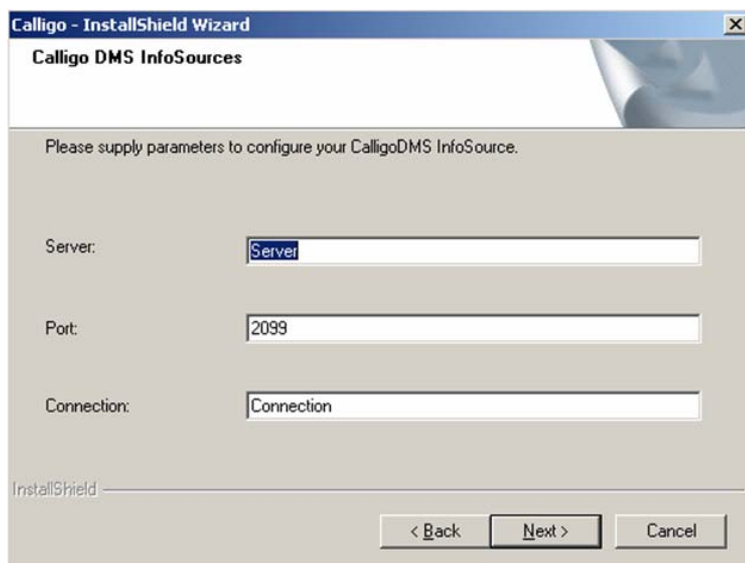 Calligo - InstallShield Wizard
Calligo DMS InfoSources
Please supply parameters to configure your CalligoDMS InfoSource.
Server: Server
Port: 2099
Connection: Connection
InstallShield
< Back Next > Cancel